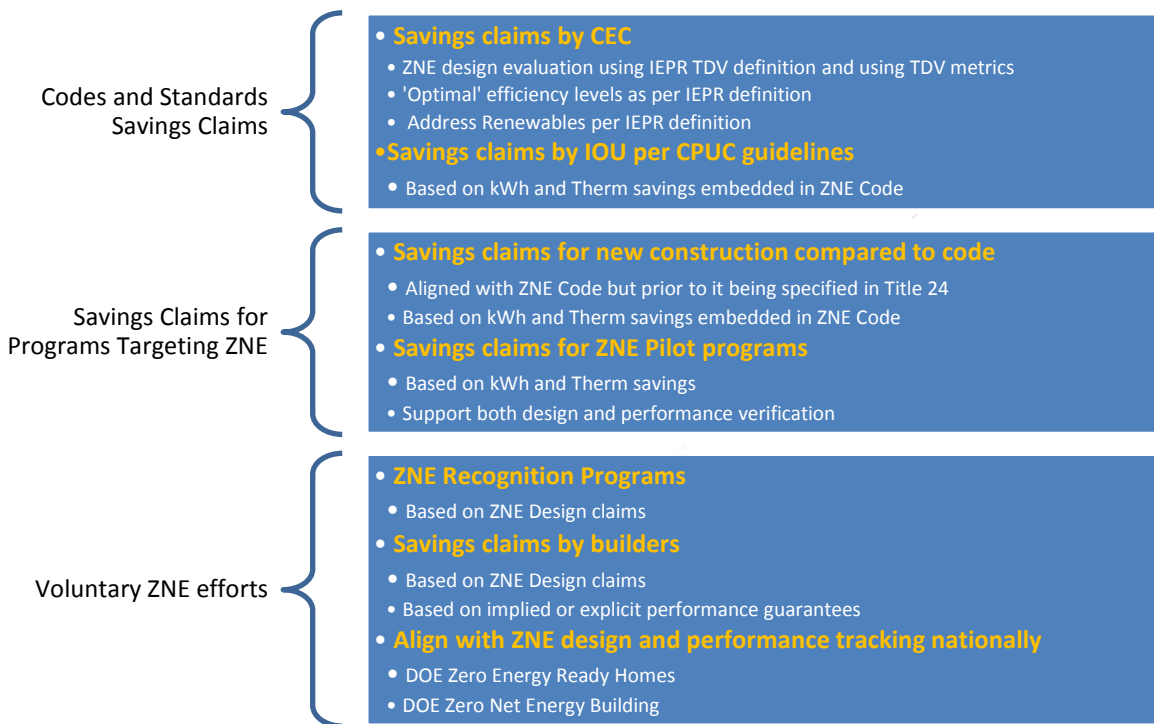 Codes and Standards
Savings Claims
• Savings claims by CEC
• ZNE design evaluation using IEPR TDV definition and using TDV metrics
• 'Optimal' efficiency levels as per IEPR definition
• Address Renewables per IEPR definition
•Savings claims by IOU per CPUC guidelines
• Based on kWh and Therm savings embedded in ZNE Code
Savings Claims for
Programs Targeting ZNE
• Savings claims for new construction compared to code
• Aligned with ZNE Code but prior to it being specified in Title 24
• Based on kWh and Therm savings embedded in ZNE Code
• Savings claims for ZNE Pilot programs
• Based on kWh and Therm savings
• Support both design and performance verification
Voluntary ZNE efforts
• ZNE Recognition Programs
• Based on ZNE Design claims
• Savings claims by builders
• Based on ZNE Design claims
• Based on implied or explicit performance guarantees
• Align with ZNE design and performance tracking nationally
• DOE Zero Energy Ready Homes
• DOE Zero Net Energy Building